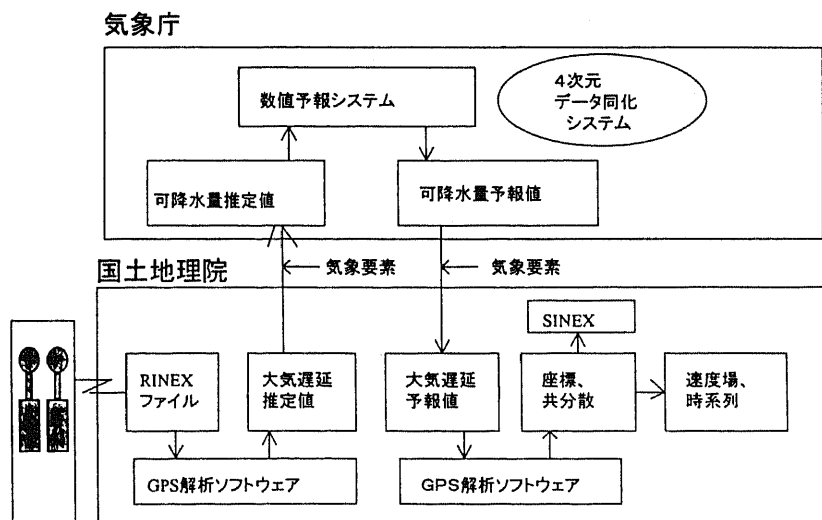 気象庁
数値予報システム
4次元
データ同化
システム
可降水量推定値
可降水量予報値
気象要素
気象要素
国土地理院
SINEX
RINEX
ファイル
大気遅延
推定値
大気遅延
予報値
座標、
共分散
速度場、
時系列
GPS解析ソフトウェア
GPS解析ソフトウェア